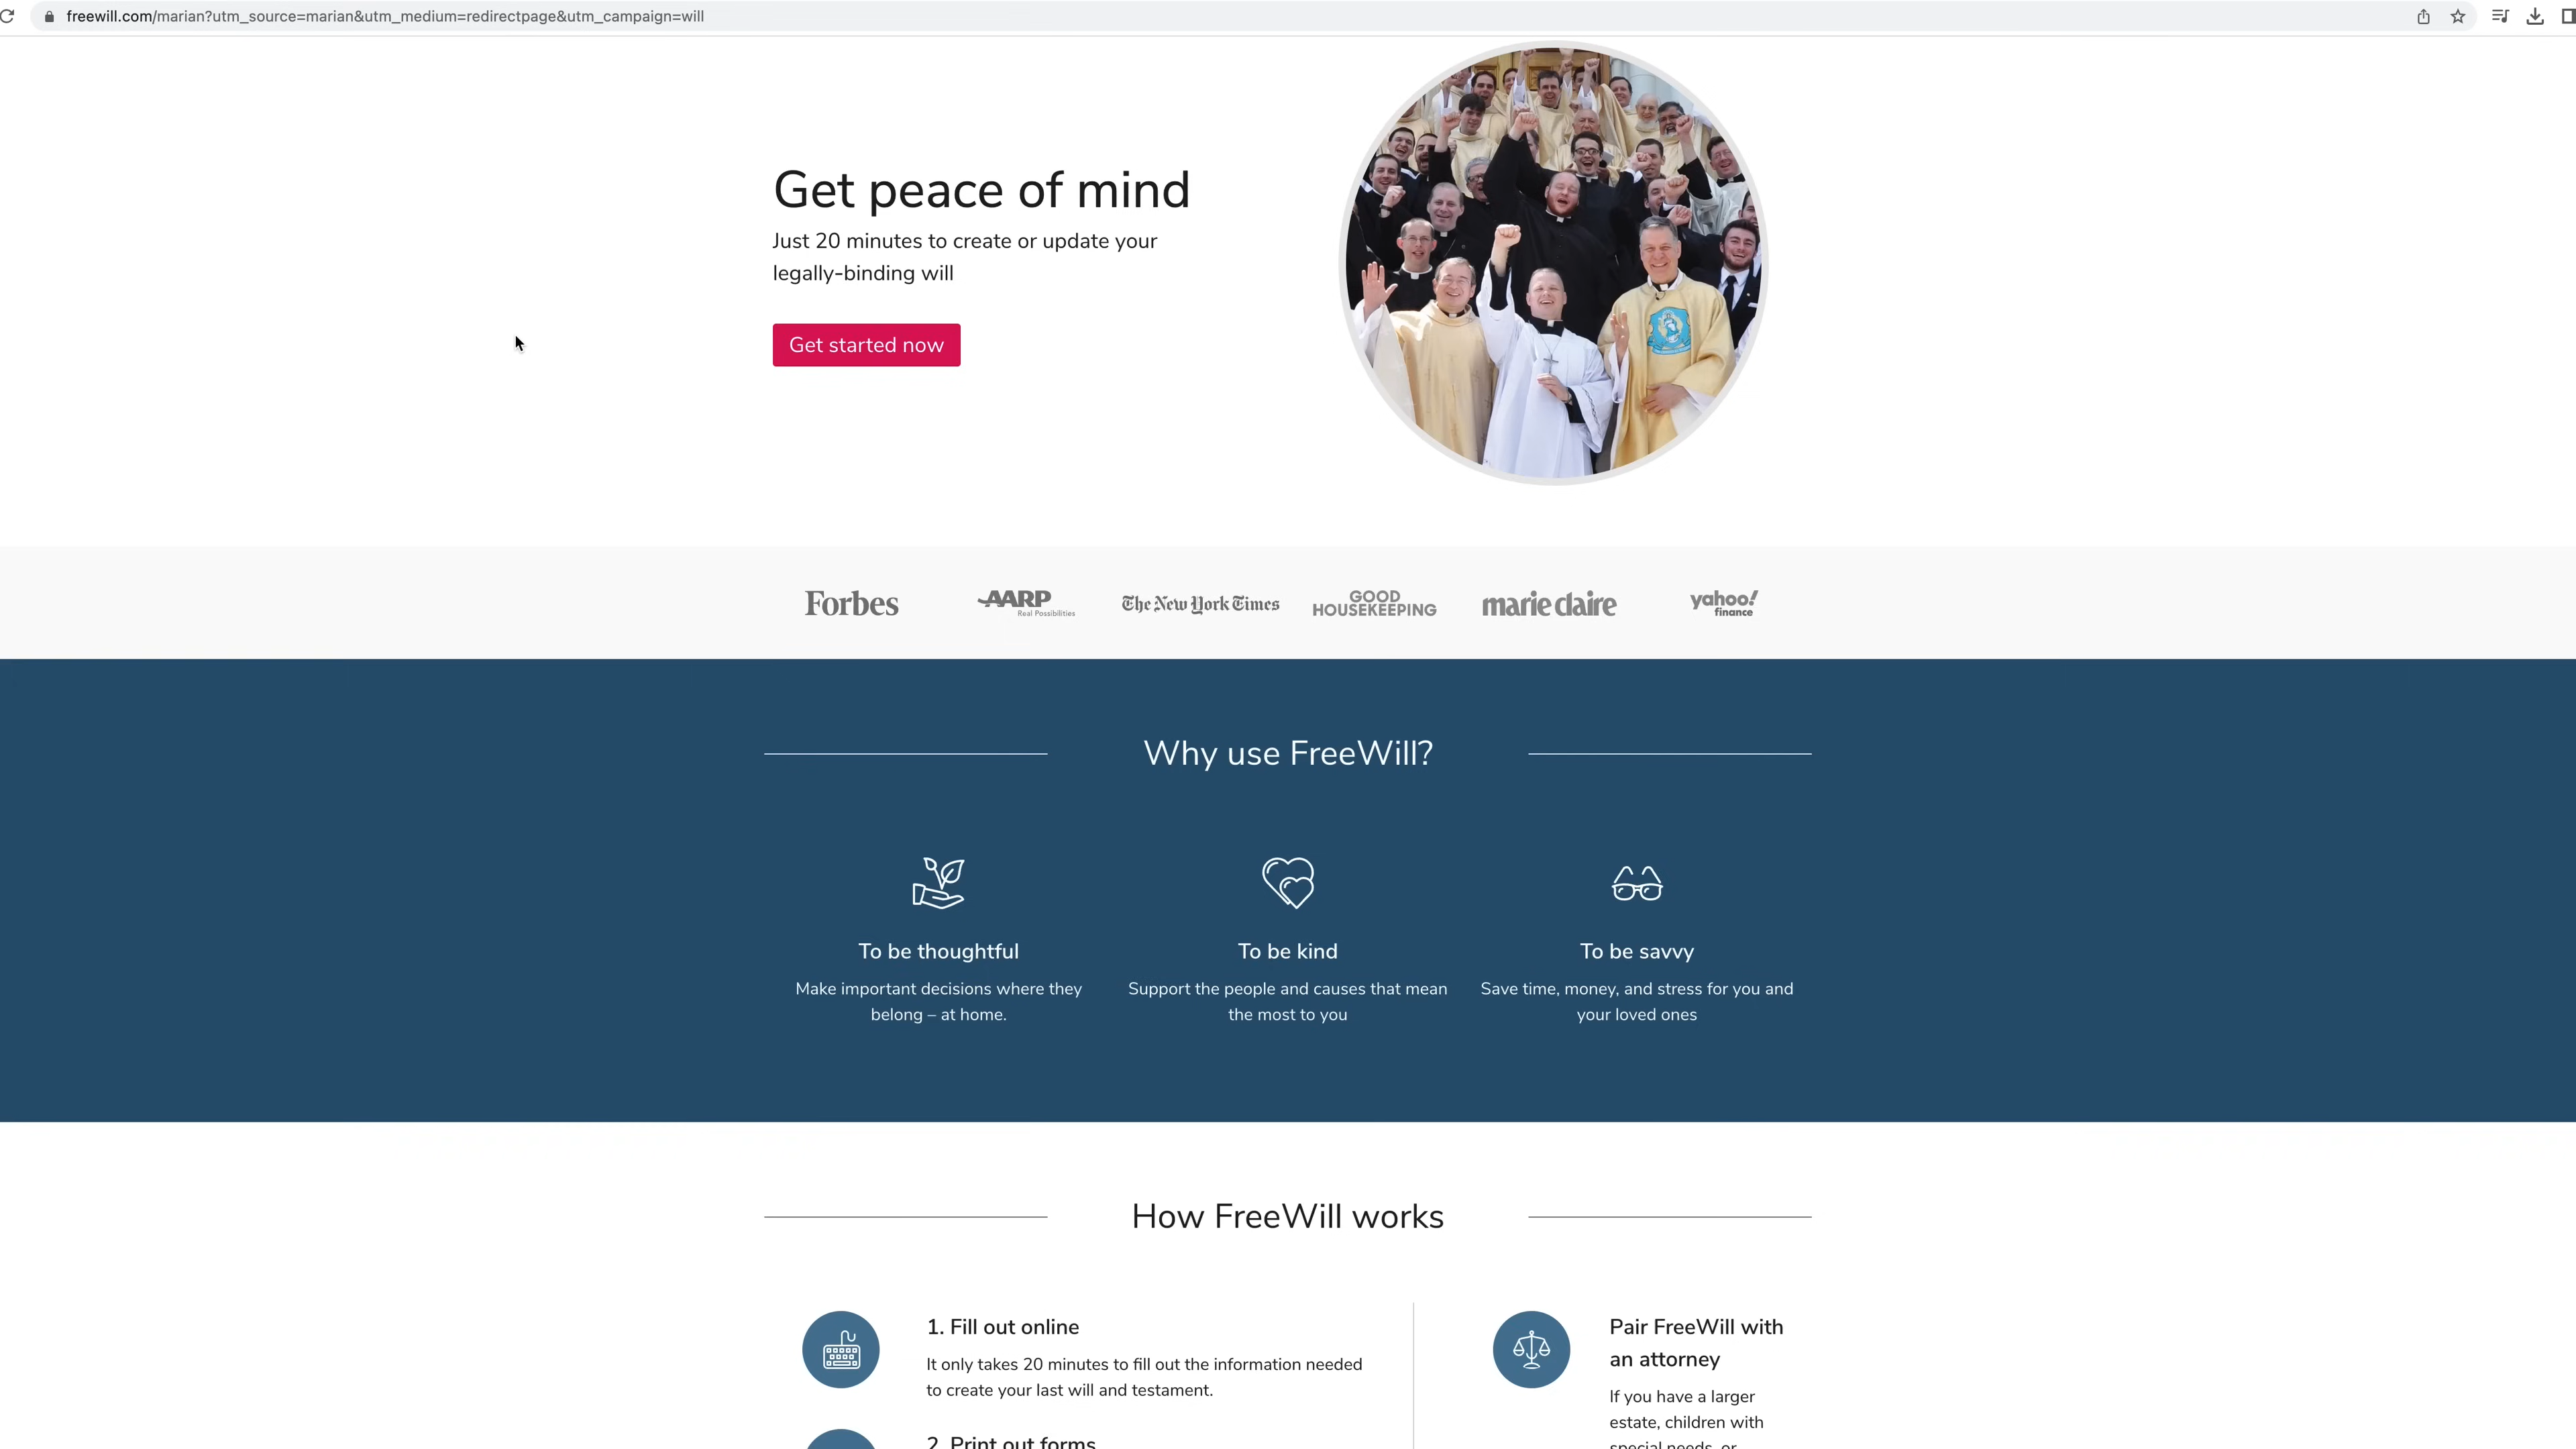 freewill.com/marian?utm_source=marian&utm_medium=redirectpage&utm_campaign=will
Get peace of mind
Just 20 minutes to create or update your
legally-binding will
Get started now
Forbes
AARP
Real Possibilities
The New York Times
GOOD
HOUSEKEEPING
marie claire
yahoo!
finance
Why use FreeWill?
To be thoughtful
Make important decisions where they
belong – at home.
To be kind
Support the people and causes that mean
the most to you
To be savvy
Save time, money, and stress for you and
your loved ones
How FreeWill works
1. Fill out online
It only takes 20 minutes to fill out the information needed
to create your last will and testament.
2. Print out forms
Pair FreeWill with
an attorney
If you have a larger
estate, children with
special needs, or